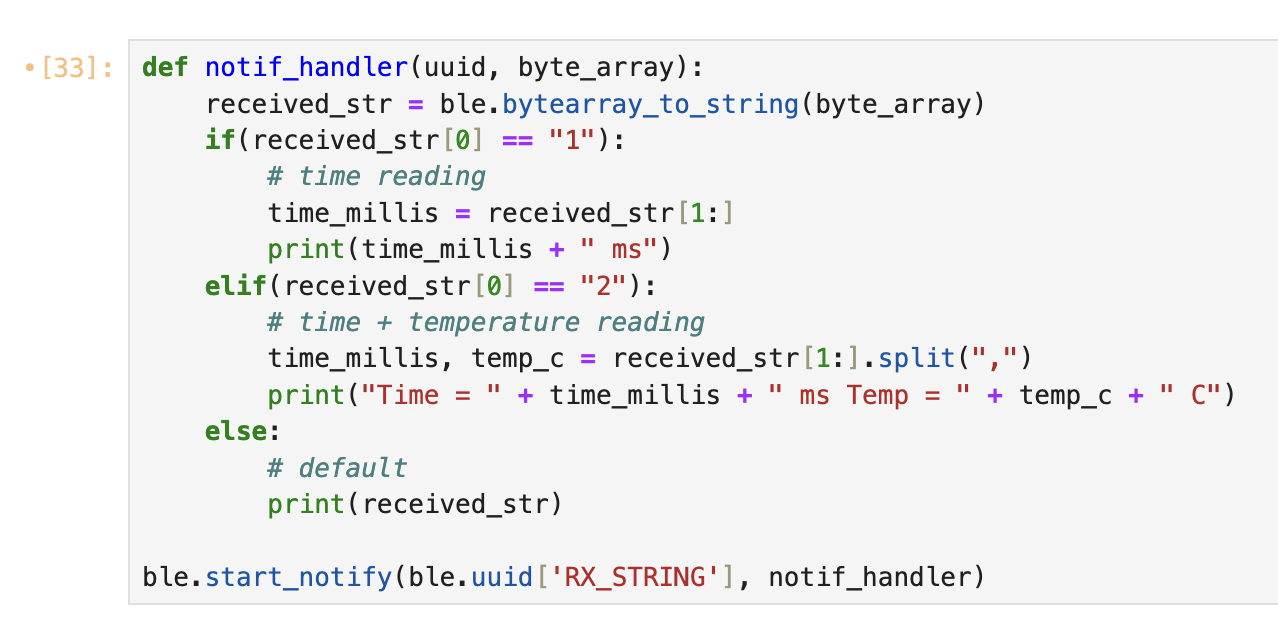 •[33]:
def notif_handler(uuid, byte_array):
    received_str = ble.bytearray_to_string(byte_array)
    if(received_str[0] == "1"):
        # time reading
        time_millis = received_str[1:]
        print(time_millis + " ms")
    elif(received_str[0] == "2"):
        # time + temperature reading
        time_millis, temp_c = received_str[1:].split(",")
        print("Time = " + time_millis + " ms Temp = " + temp_c + " C")
    else:
        # default
        print(received_str)

ble.start_notify(ble.uuid['RX_STRING'], notif_handler)